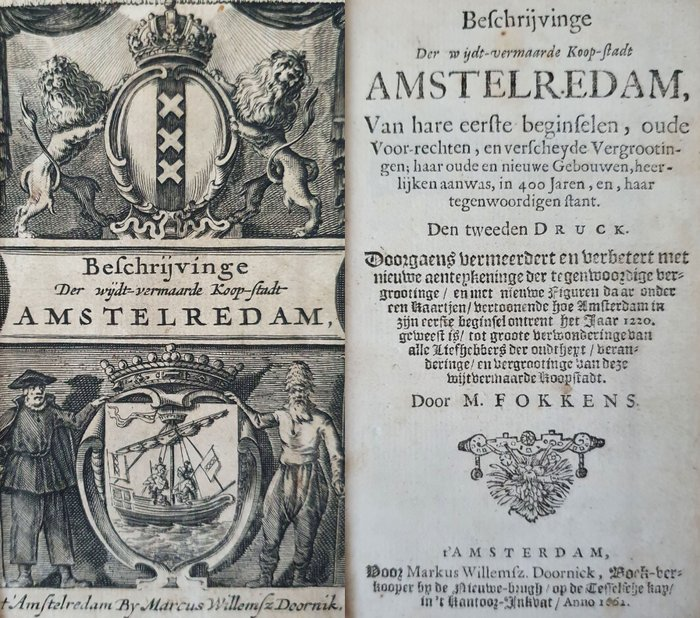 Beſchrijvinge
Der wijdt-vermaarde Koop-ſtadt
AMSTELREDAM,
t'Amſtelredam By Marcus Willemsz Doornik.
Beſchrijvinge
Der wijdt-vermaarde Koop-ſtadt
AMSTELREDAM,
Van hare eerſte beginſelen, oude
Voor-rechten, en verſcheyde Vergrootin-
gen; haar oude en nieuwe Gebouwen, heer-
lijken aanwas, in 400 Jaren, en, haar
tegenwoordigen ſtant.
Den tweeden DRUCK.
Doorgaens vermeerdert en verbetert met
nieuwe aenteykeninge der tegenwoordige ver-
grootinge / en met nieuwe Figuren daar onder
een Kaartjen / vertoonende hoe Amſterdam in
zijn eerſte beginſel ontrent het Jaar 1220.
geweeſt is / tot groote verwonderinge van
alle Liefhebbers der oudtheyt / veran-
deringe / en vergrootinge van deze
wijtvermaarde Koopſtadt.
Door M. FOKKENS.
t'AMSTERDAM,
Voor Markus Willemſz. Doornick, Boek-ver-
kooper by de Nieuwe-brugh / op de Teſſelſche kay /
in 't Kantoor-Inkvat / Anno 1662.